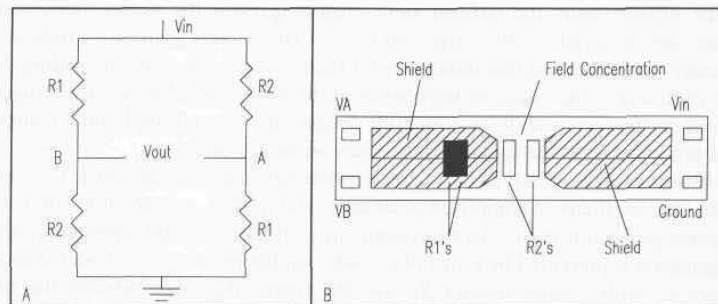 Vin
R1
R2
B
Vout
A
R2
R1
A
Shield
Field Concentration
VA
Vin
VB
Ground
R1's
R2's
Shield
B